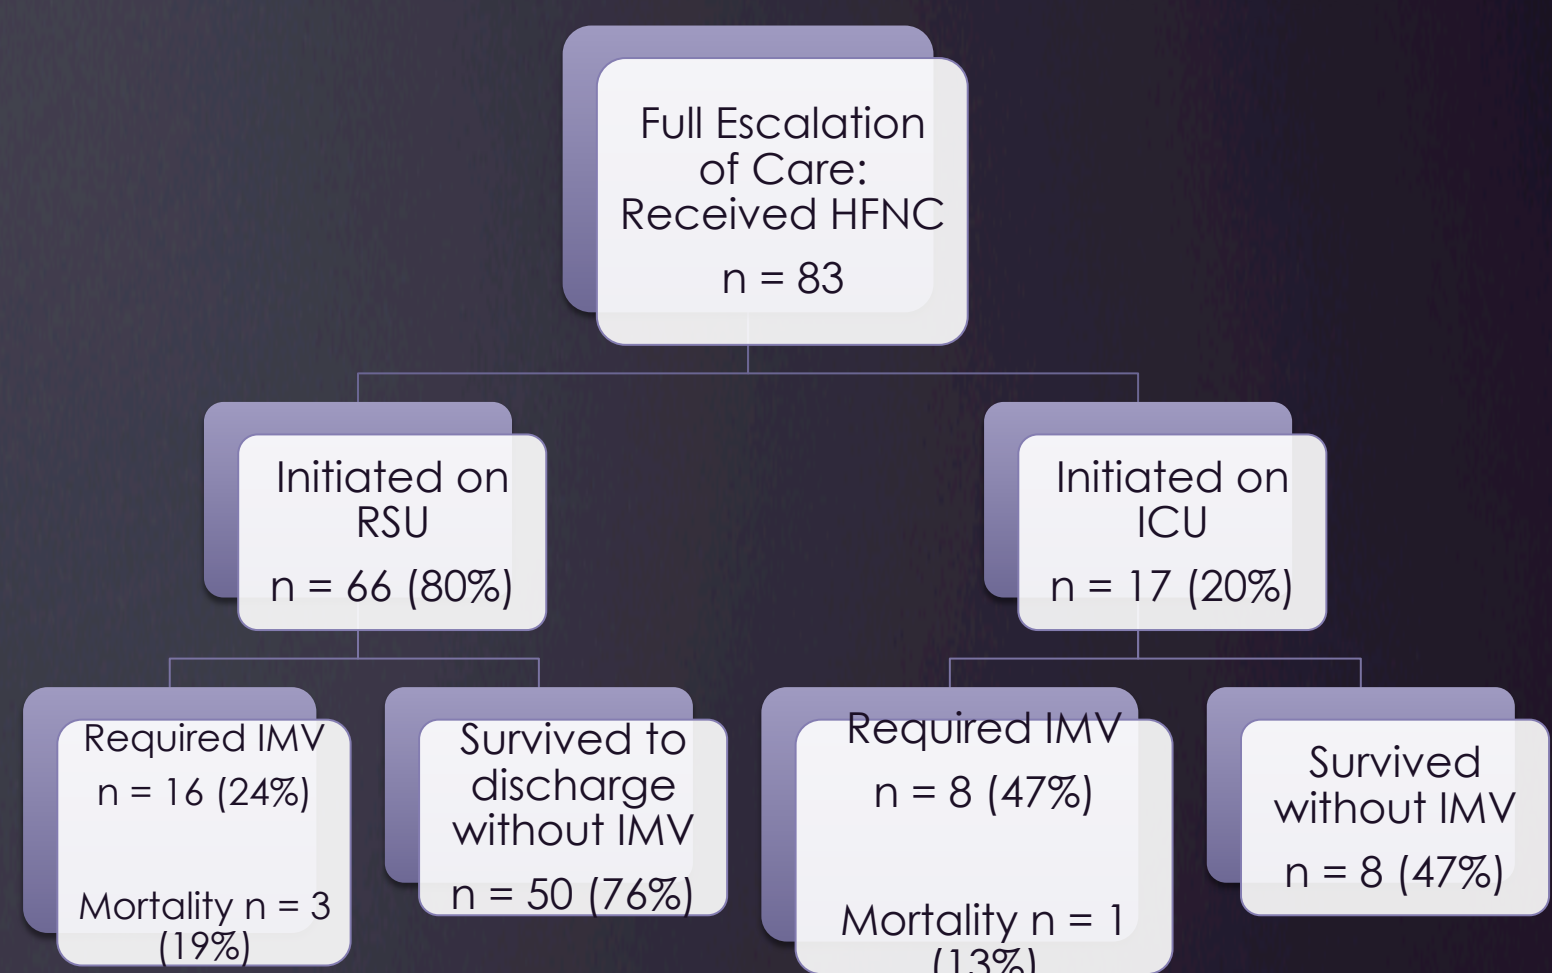 Full Escalation
of Care:
Received HFNC
n = 83
Initiated on
RSU
n = 66 (80%)
Initiated on
ICU
n = 17 (20%)
Required IMV
n = 16 (24%)
Mortality n = 3
(19%)
Survived to
discharge
without IMV
n = 50 (76%)
Required IMV
n = 8 (47%)
Mortality n = 1
(13%)
Survived
without IMV
n = 8 (47%)